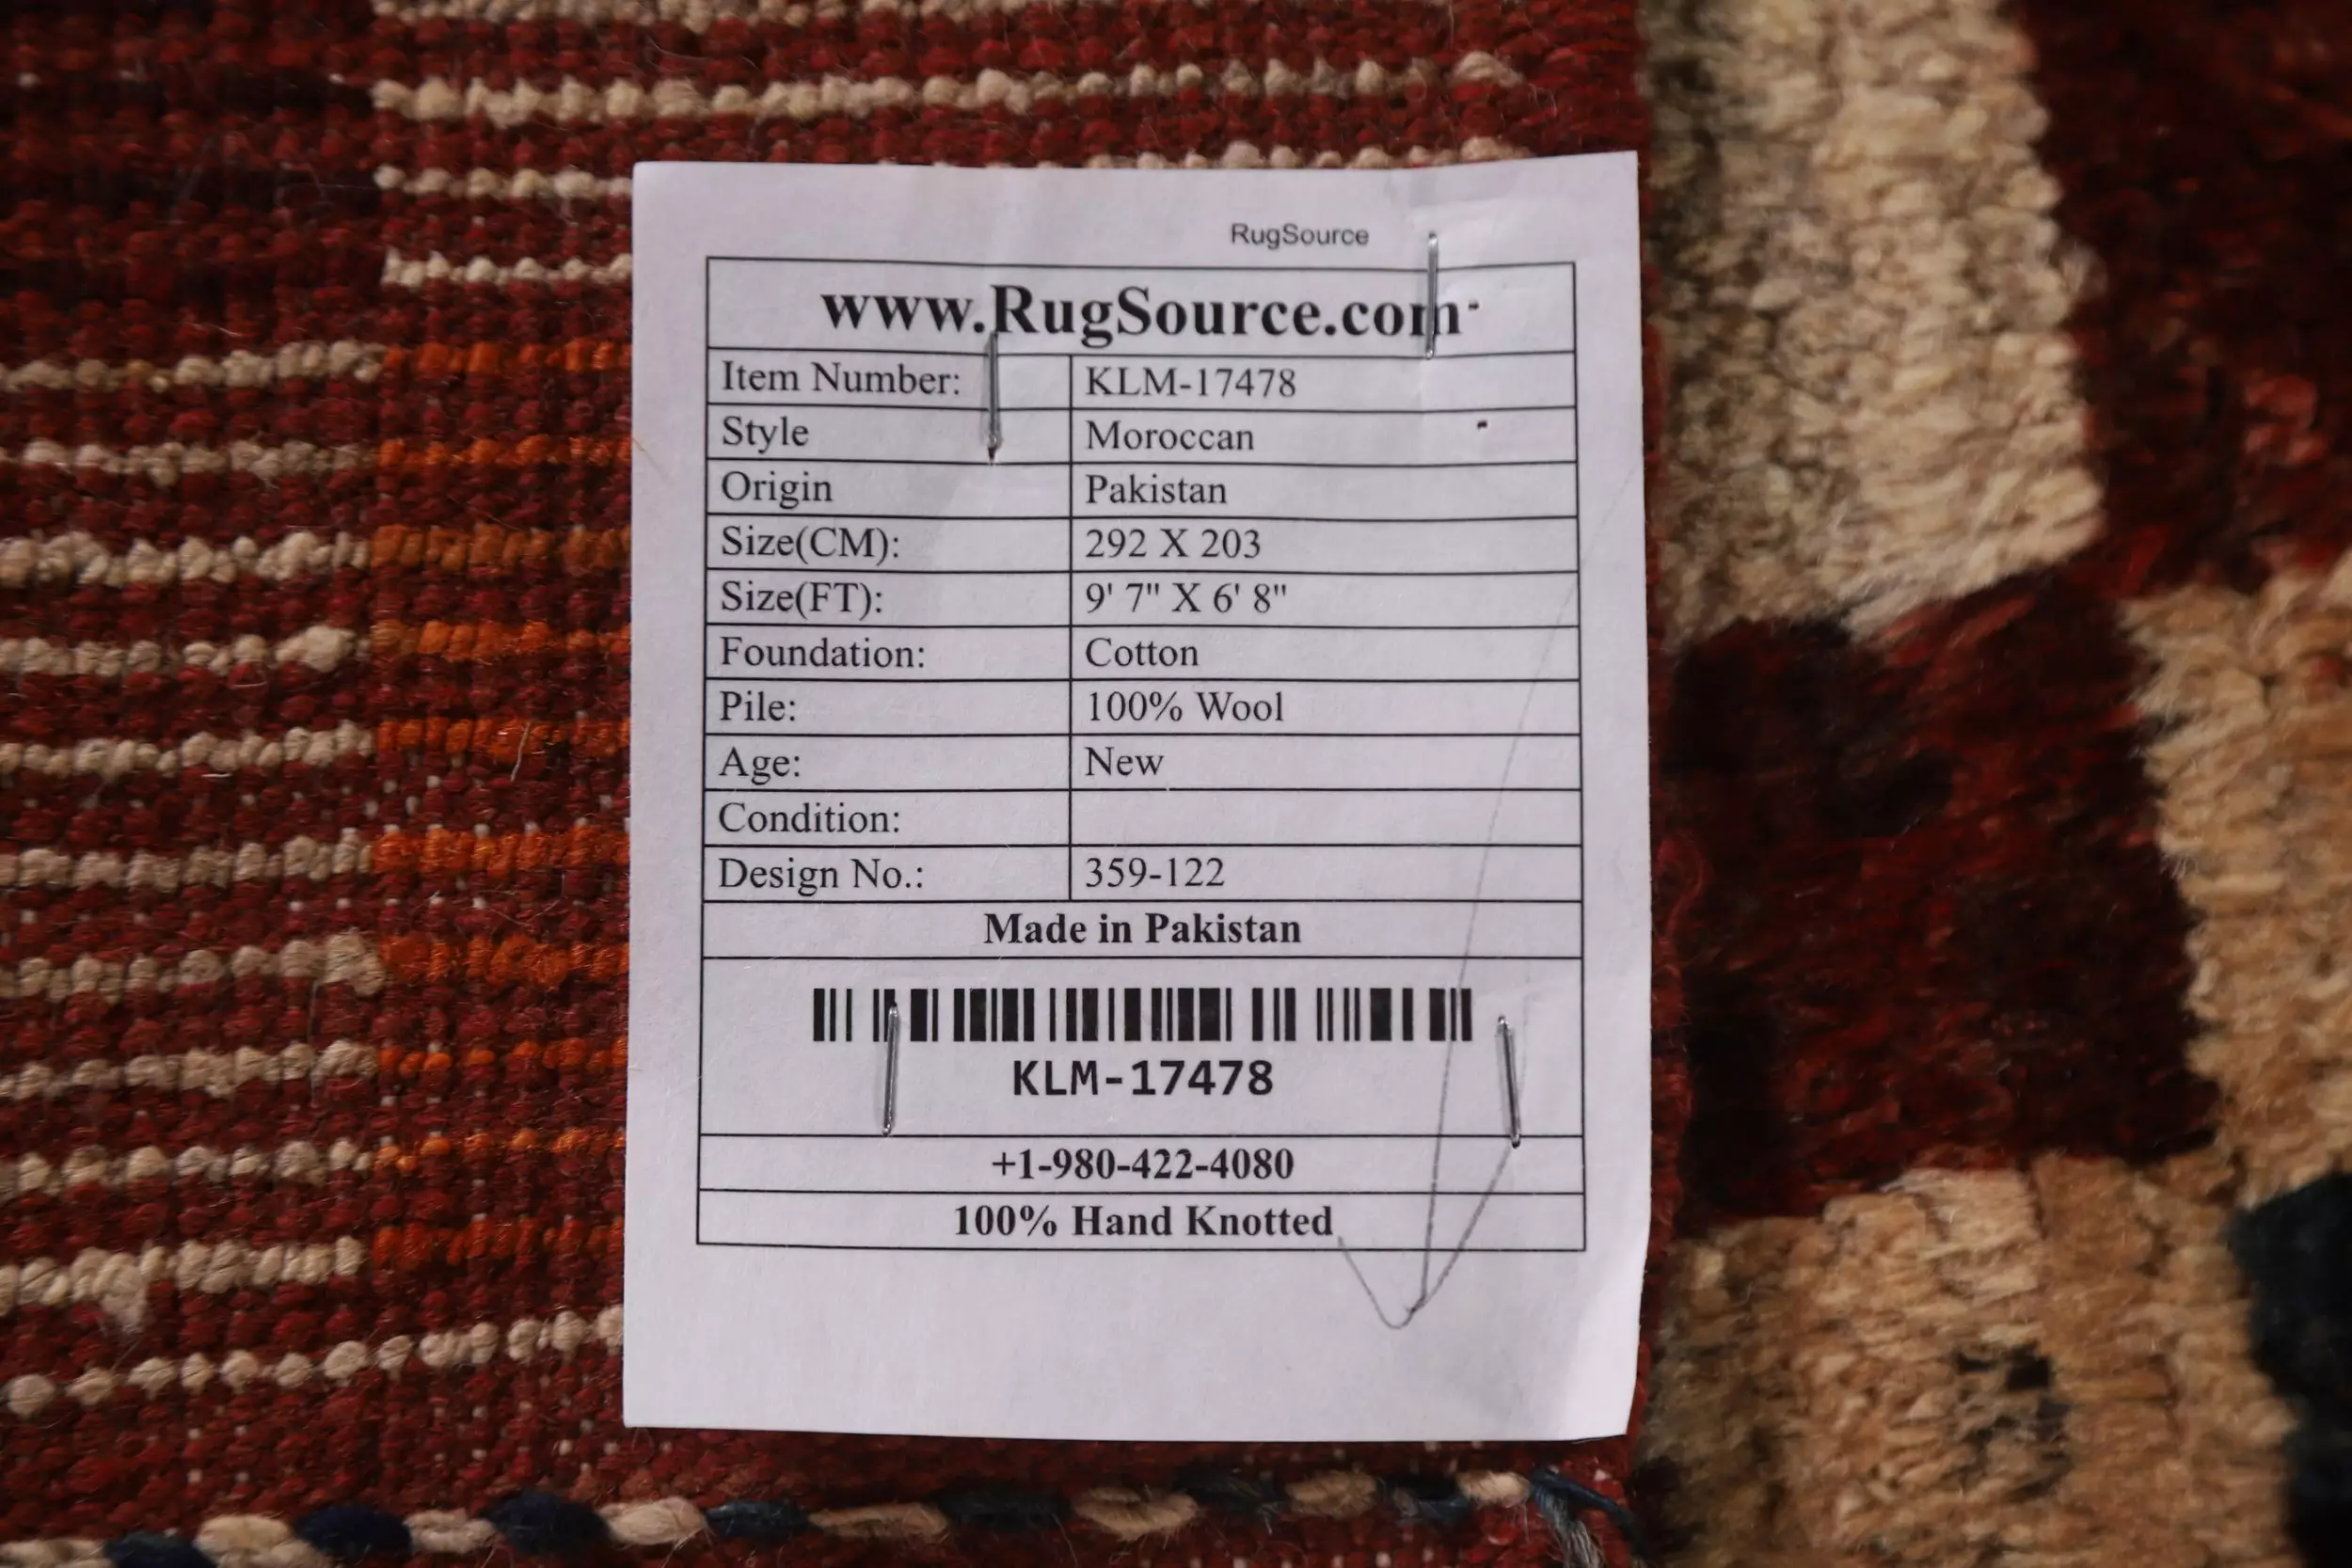 RugSource
www.RugSource.com
Item Number: KLM-17478
Style Moroccan
Origin Pakistan
Size(CM): 292 X 203
Size(FT): 9' 7" X 6' 8"
Foundation: Cotton
Pile: 100% Wool
Age: New
Condition:
Design No.: 359-122
Made in Pakistan
KLM-17478
+1-980-422-4080
100% Hand Knotted